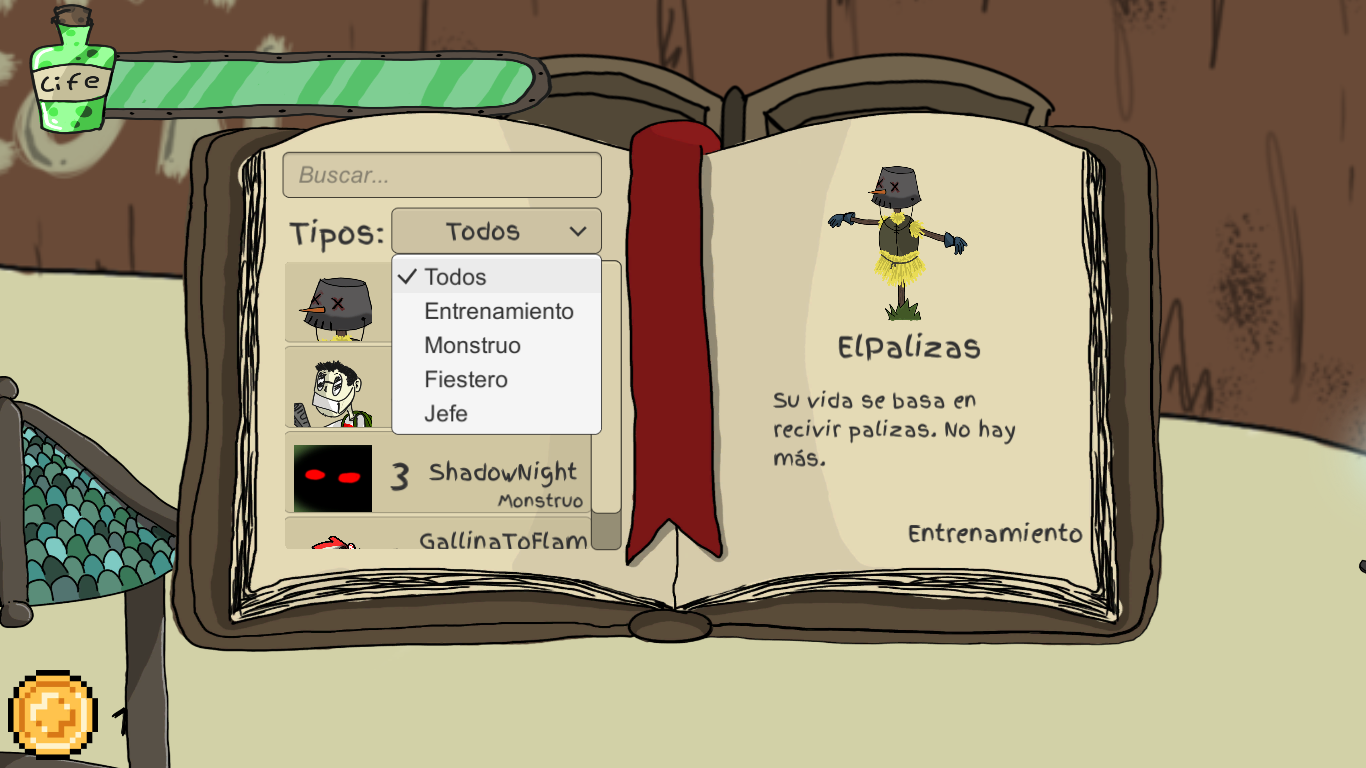 Life
Buscar...
Tipos: Todos
Todos
Entrenamiento
Monstruo
Fiestero
Jefe
3 ShadowNight
Monstruo
GallinaToFlam
ElPalizas
Su vida se basa en
recivir palizas. No hay
más.
Entrenamiento
1